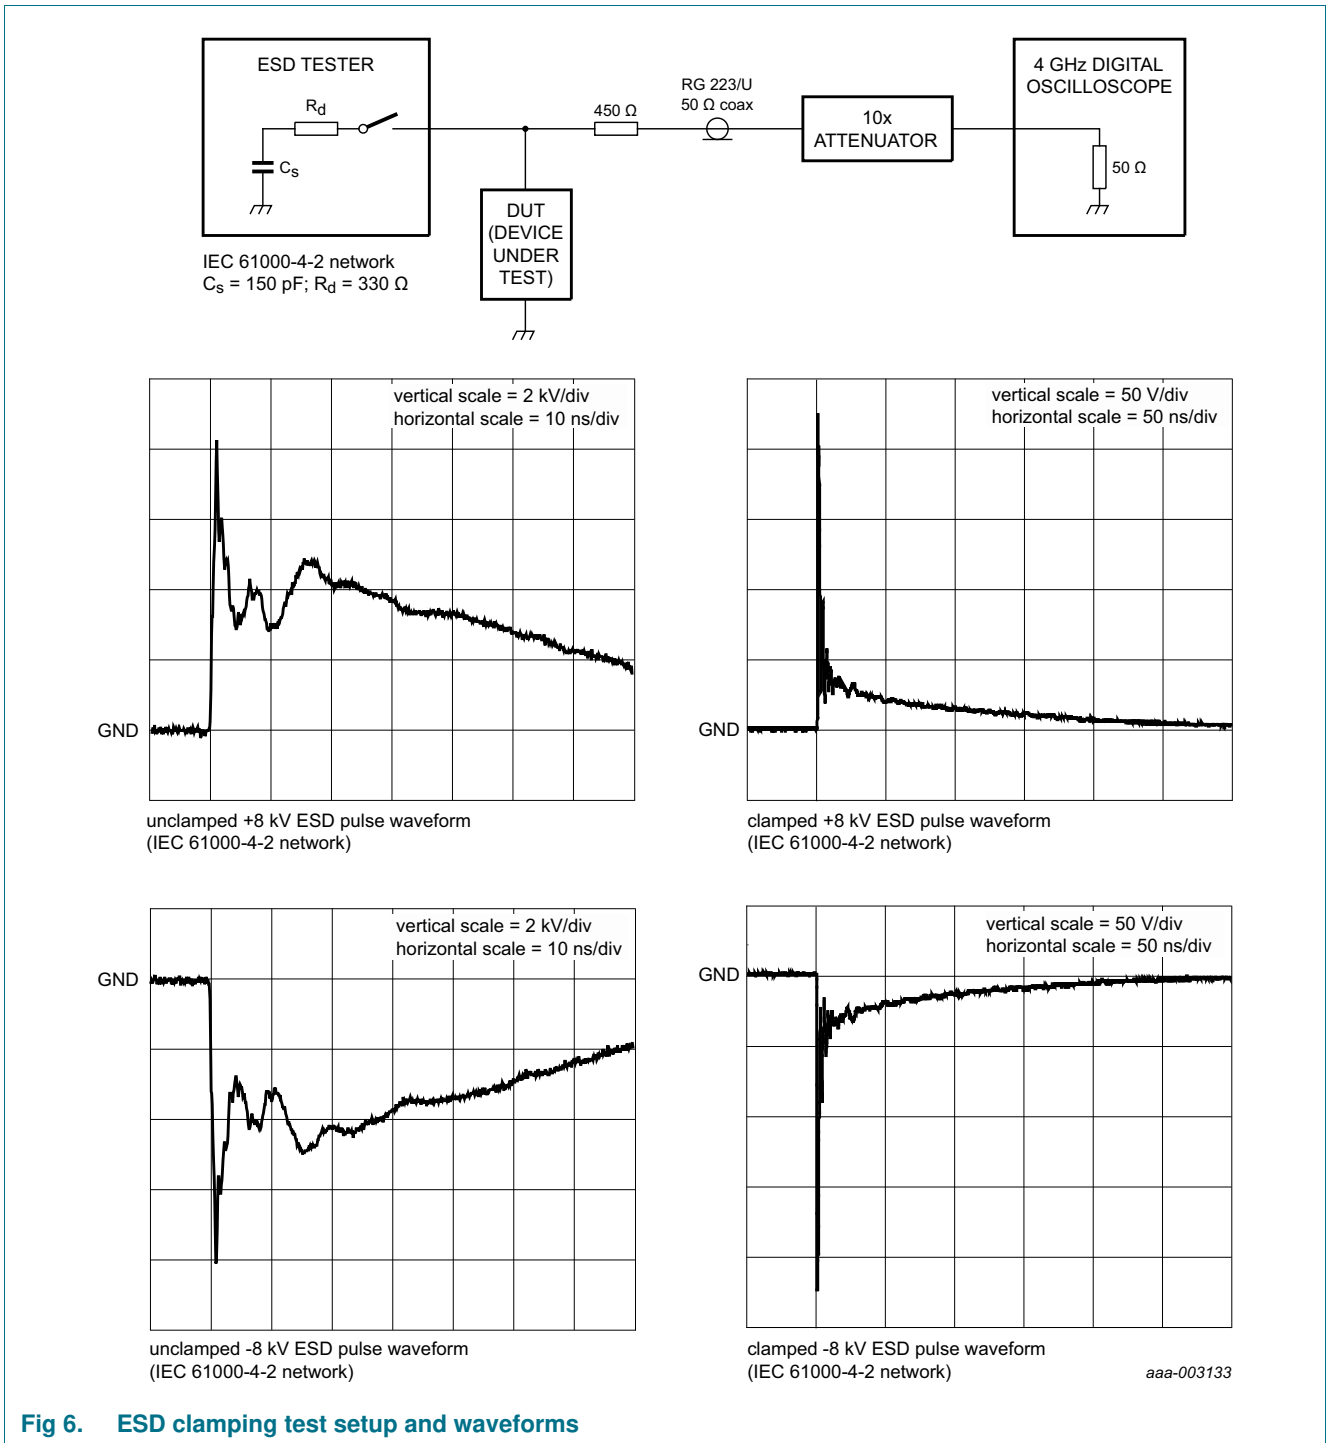 ESD TESTER
Rd
Cs
IEC 61000-4-2 network
Cs = 150 pF; Rd = 330 Ω
DUT
(DEVICE
UNDER
TEST)
450 Ω
RG 223/U
50 Ω coax
10x
ATTENUATOR
4 GHz DIGITAL
OSCILLOSCOPE
50 Ω
vertical scale = 2 kV/div
horizontal scale = 10 ns/div
GND
unclamped +8 kV ESD pulse waveform
(IEC 61000-4-2 network)
vertical scale = 50 V/div
horizontal scale = 50 ns/div
GND
clamped +8 kV ESD pulse waveform
(IEC 61000-4-2 network)
vertical scale = 2 kV/div
horizontal scale = 10 ns/div
GND
unclamped -8 kV ESD pulse waveform
(IEC 61000-4-2 network)
vertical scale = 50 V/div
horizontal scale = 50 ns/div
GND
clamped -8 kV ESD pulse waveform
(IEC 61000-4-2 network)
aaa-003133
Fig 6. ESD clamping test setup and waveforms